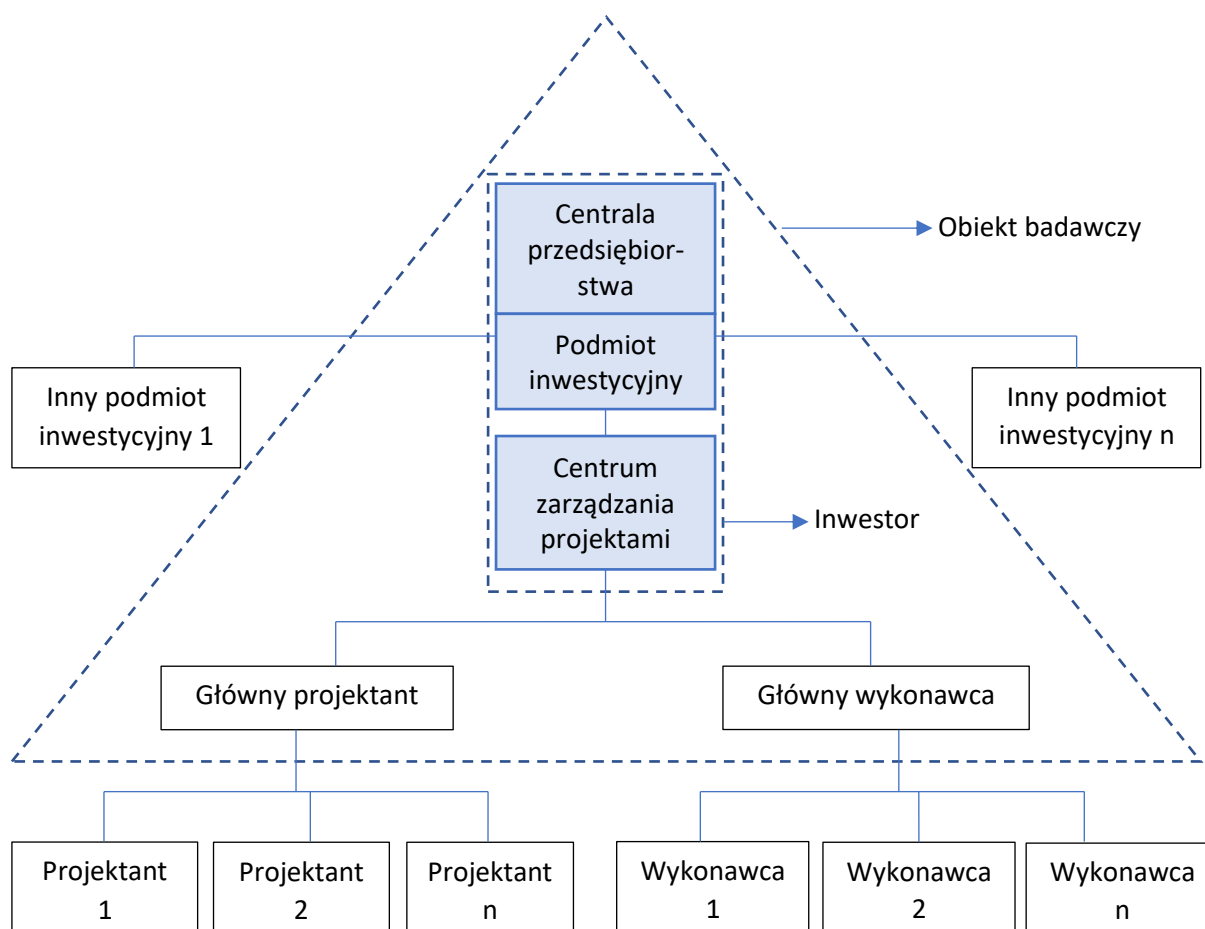 Centrala
przedsiębior-
stwa
Obiekt badawczy
Podmiot
inwestycyjny
Inny podmiot
inwestycyjny 1
Inny podmiot
inwestycyjny n
Centrum
zarządzania
projektami
Inwestor
Główny projektant
Główny wykonawca
Projektant
1
Projektant
2
Projektant
n
Wykonawca
1
Wykonawca
2
Wykonawca
n